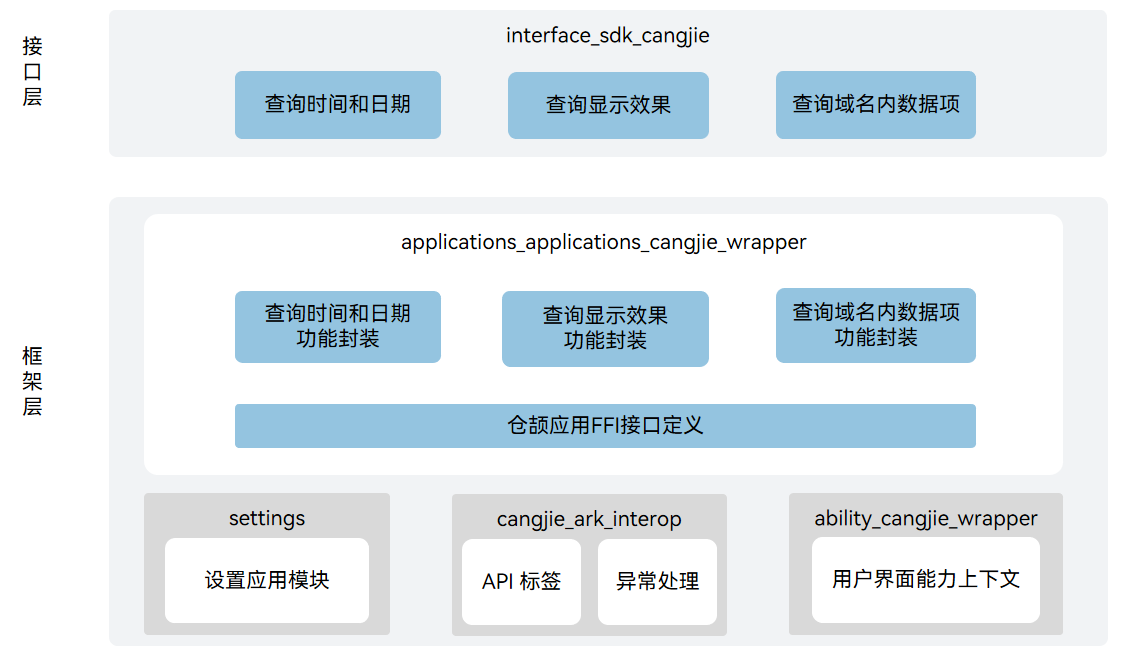 接口层
interface_sdk_cangjie
查询时间和日期
查询显示效果
查询域名内数据项
框架层
applications_applications_cangjie_wrapper
查询时间和日期
功能封装
查询显示效果
功能封装
查询域名内数据项
功能封装
仓颉应用FFI接口定义
settings
设置应用模块
cangjie_ark_interop
API 标签
异常处理
ability_cangjie_wrapper
用户界面能力上下文